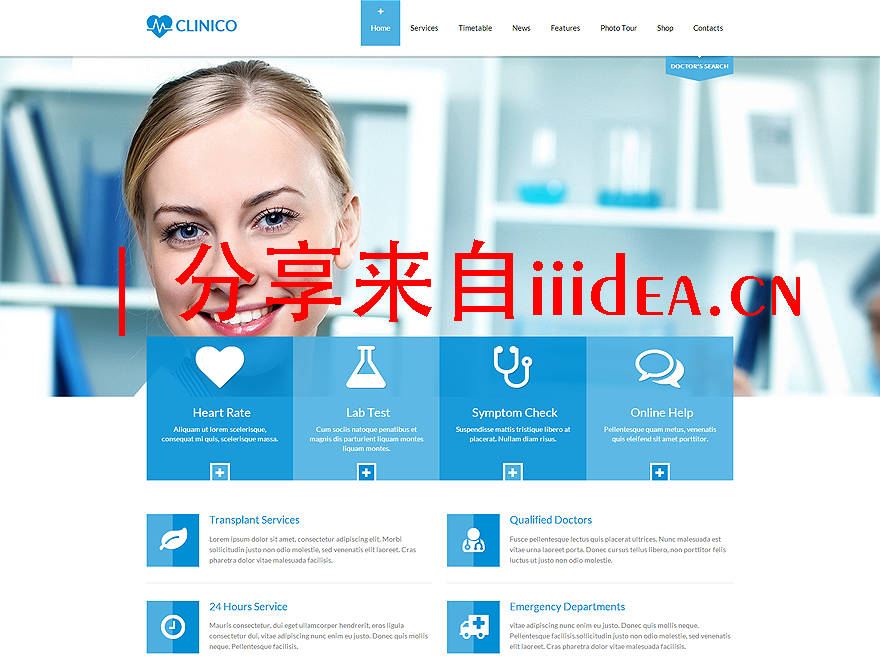 CLINICO
+
Home Services Timetable News Features Photo Tour Shop Contacts
DOCTOR'S SEARCH
| 分享来自iiidEA.CN
Heart Rate
Aliquam ut lorem scelerisque,
consequat mi quis, scelerisque massa.
Lab Test
Cum sociis natoque penatibus et
magnis dis parturient liquam montes
liquam montes.
Symptom Check
Suspendisse mattis tristique libero at
placerat. Nullam diam risus.
Online Help
Pellentesque quam metus, venenatis
quis eleifend sit amet porttitor.
Transplant Services
Lorem ipsum dolor sit amet, consectetur adipiscing elit. Morbi
sollicitudin justo non odio molestie, sed venenatis elit laoreet. Cras
pharetra dolor vitae malesuada facilisis.
Qualified Doctors
Fusce pellentesque lectus quis placerat ultrices. Nunc malesuada est
vitae urna laoreet porta. Donec cursus tellus libero, non porttitor felis
luctus ut justo non odio molestie.
24 Hours Service
Mauris consectetur, dui eget ullamcorper hendrerit, eros ligula
consectetur dui, vitae adipiscing nunc enim eu justo. Donec quis mollis
neque. Pellentesque facilisis.
Emergency Departments
vitae adipiscing nunc enim eu justo. Donec quis mollis neque.
Pellentesque facilisis.sollicitudin justo non odio molestie, sed venenatis
elit laoreet. Cras pharetra dolor vitae malesuada facilisis.